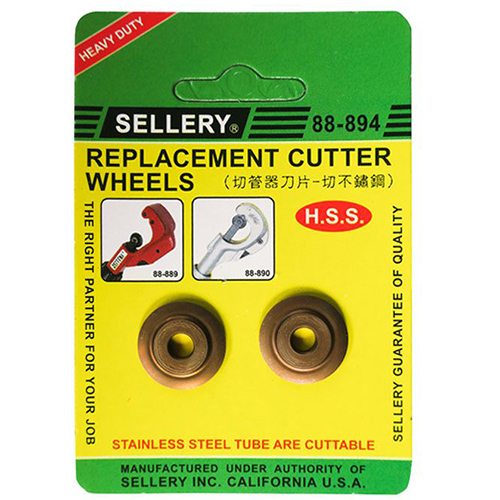 HEAVY DUTY
SELLERY®
88-894
REPLACEMENT CUTTER
WHEELS
(切管器刀片-切不鏽鋼)
H.S.S.
88-889
88-890
THE RIGHT PARTNER FOR YOUR JOB
SELLERY GUARANTEE OF QUALITY
STAINLESS STEEL TUBE ARE CUTTABLE
MANUFACTURED UNDER AUTHORITY OF
SELLERY INC. CALIFORNIA U.S.A.